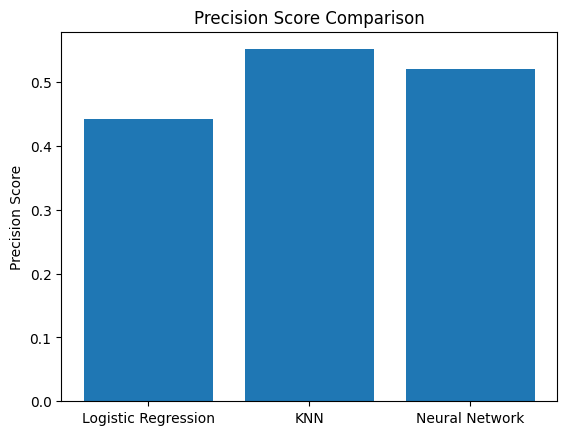 Precision Score Comparison
Precision Score
0.5
0.4
0.3
0.2
0.1
0.0
Logistic Regression
KNN
Neural Network